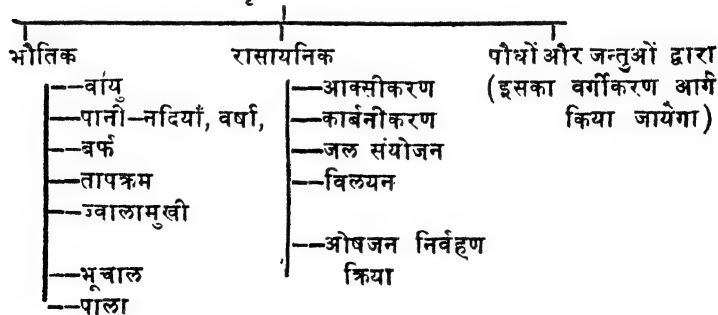 भौतिक
वायु
पानी—नदियाँ, वर्षा,
बर्फ
तापक्रम
ज्वालामुखी
भूचाल
पाला
रासायनिक
आक्सीकरण
कार्बनीकरण
जल संयोजन
विलयन
ओषजन निर्वहण
क्रिया
पौधों और जन्तुओं द्वारा
(इसका वर्गीकरण आगे
किया जायेगा)